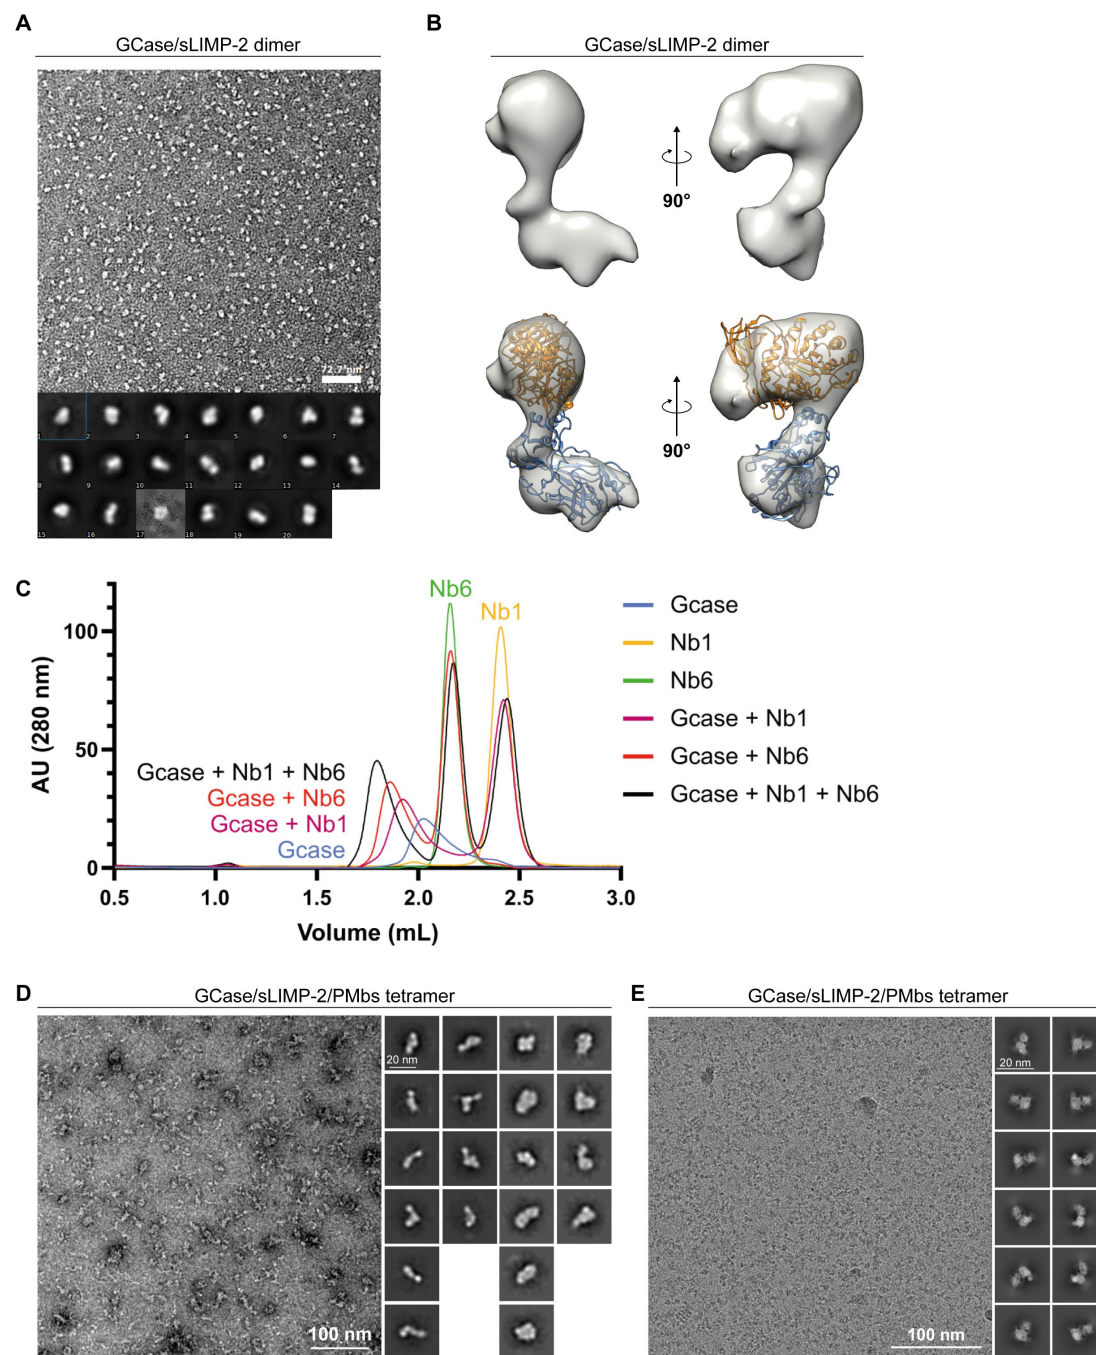 A
GCase/sLIMP-2 dimer
72.7 nm
1 2 3 4 5 6 7
8 9 10 11 12 13 14
15 16 17 18 19 20
B
GCase/sLIMP-2 dimer
90°
90°
C
AU (280 nm)
100
50
0
0.5 1.0 1.5 2.0 2.5 3.0
Volume (mL)
Nb6
Nb1
Gcase + Nb1 + Nb6
Gcase + Nb6
Gcase + Nb1
Gcase
Gcase
Nb1
Nb6
Gcase + Nb1
Gcase + Nb6
Gcase + Nb1 + Nb6
D
GCase/sLIMP-2/PMbs tetramer
20 nm
100 nm
E
GCase/sLIMP-2/PMbs tetramer
20 nm
100 nm